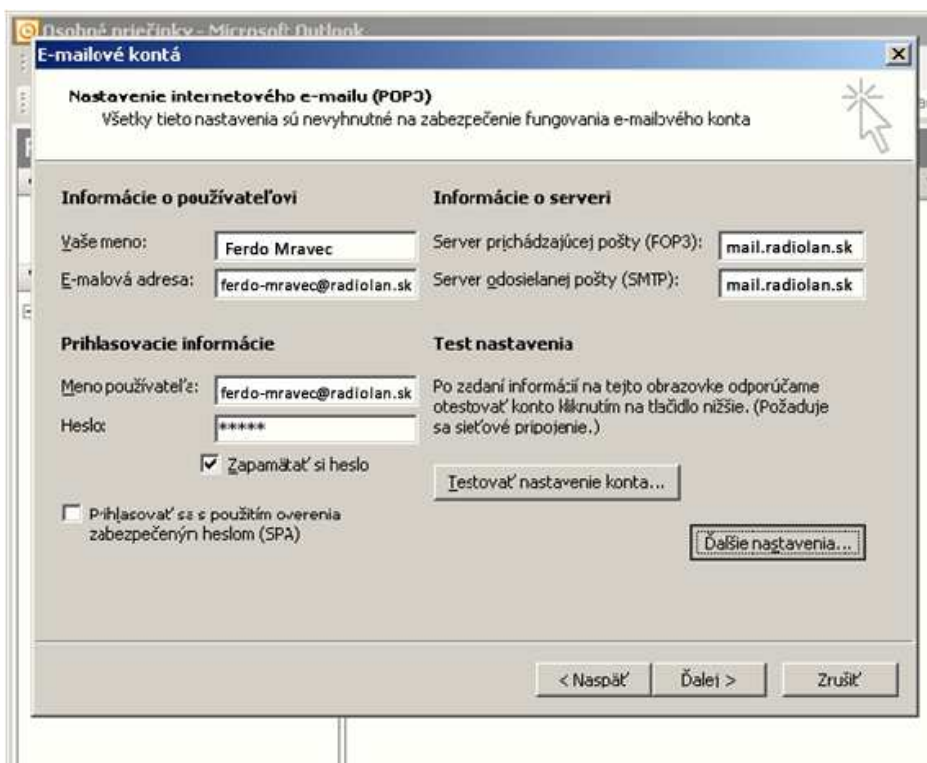 Osobné priečinky - Microsoft Outlook
E-mailové kontá
Nastavenie internetového e-mailu (POP3)
Všetky tieto nastavenia sú nevyhnutné na zabezpečenie fungovania e-mailového konta
Informácie o používateľovi
Vaše meno:
Ferdo Mravec
E-malová adresa:
ferdo-mravec@radiolan.sk
Informácie o serveri
Server prichádzajúcej pošty (POP3):
mail.radiolan.sk
Server odosielanej pošty (SMTP):
mail.radiolan.sk
Prihlasovacie informácie
Meno používateľa:
ferdo-mravec@radiolan.sk
Heslo:
*****
Zapamätať si heslo
Prihlasovať sa s použitím overenia
zabezpečeným heslom (SPA)
Test nastavenia
Po zadaní informácií na tejto obrazovke odporúčame
otestovať konto kliknutím na tlačidlo nižšie. (Požaduje
sa sieťové pripojenie.)
Testovať nastavenie konta...
Ďalšie nastavenia...
< Naspäť
Ďalej >
Zrušiť